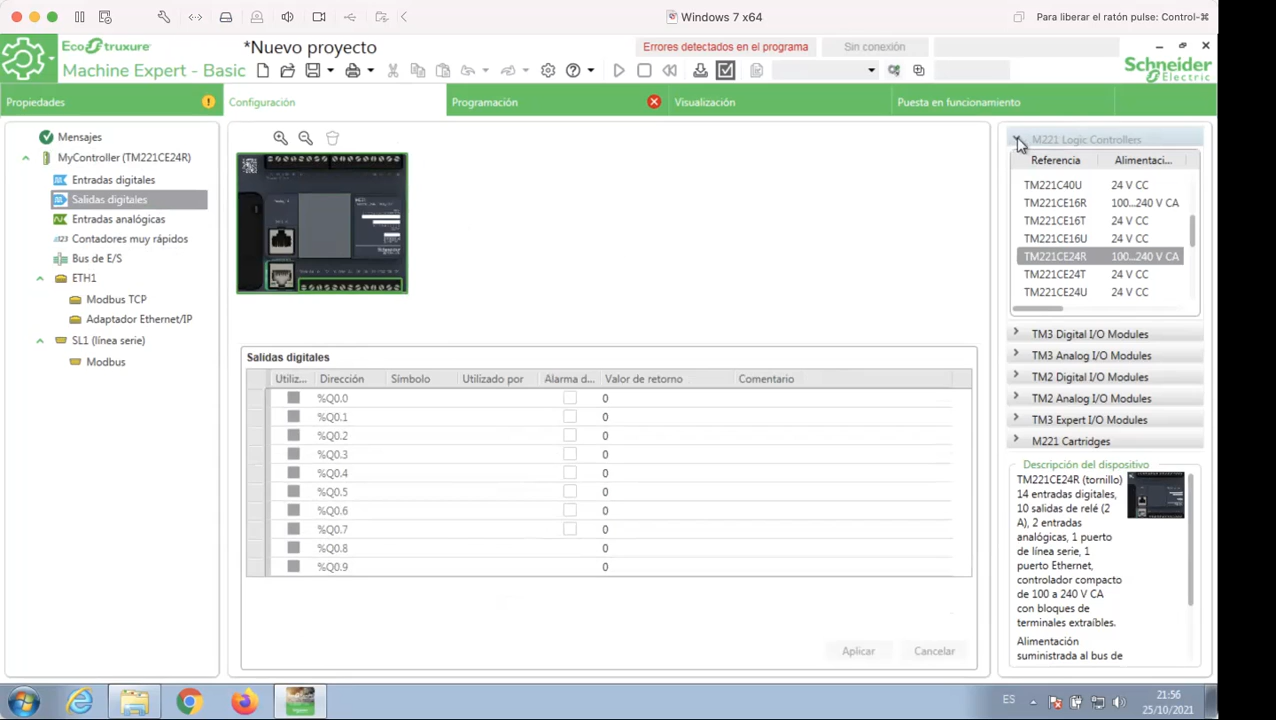 Windows 7 x64
Para liberar el ratón pulse: Control-⌘
EcoStruxure
Machine Expert - Basic
*Nuevo proyecto
Errores detectados en el programa
Sin conexión
Schneider
Electric
Propiedades
Configuración
Programación
Visualización
Puesta en funcionamiento
Mensajes
MyController (TM221CE24R)
Entradas digitales
Salidas digitales
Entradas analógicas
Contadores muy rápidos
Bus de E/S
ETH1
Modbus TCP
Adaptador Ethernet/IP
SL1 (línea serie)
Modbus
Salidas digitales
Utiliz... Dirección Símbolo Utilizado por Alarma d... Valor de retorno Comentario
%Q0.0 0
%Q0.1 0
%Q0.2 0
%Q0.3 0
%Q0.4 0
%Q0.5 0
%Q0.6 0
%Q0.7 0
%Q0.8 0
%Q0.9 0
Aplicar Cancelar
M221 Logic Controllers
Referencia Alimentaci...
TM221C40U 24 V CC
TM221CE16R 100...240 V CA
TM221CE16T 24 V CC
TM221CE16U 24 V CC
TM221CE24R 100...240 V CA
TM221CE24T 24 V CC
TM221CE24U 24 V CC
TM3 Digital I/O Modules
TM3 Analog I/O Modules
TM2 Digital I/O Modules
TM2 Analog I/O Modules
TM3 Expert I/O Modules
M221 Cartridges
Descripción del dispositivo
TM221CE24R (tornillo)
14 entradas digitales,
10 salidas de relé (2
A), 2 entradas
analógicas, 1 puerto
de línea serie, 1
puerto Ethernet,
controlador compacto
de 100 a 240 V CA
con bloques de
terminales extraíbles.
Alimentación
suministrada al bus de
ES
21:56
25/10/2021